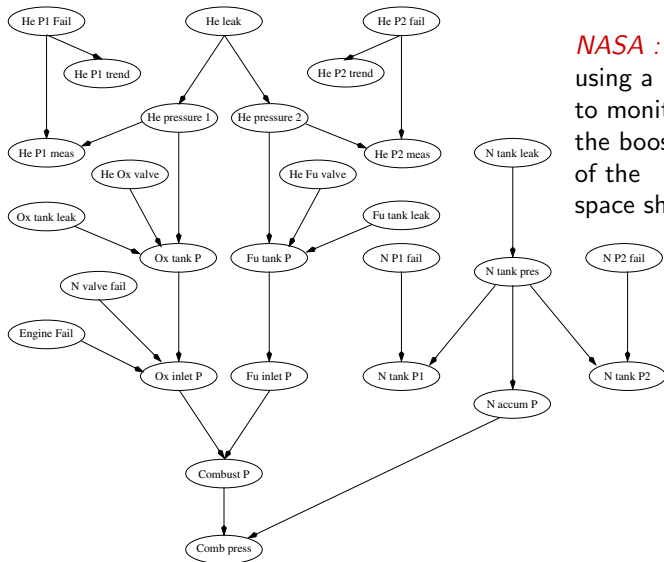 He P1 Fail
He leak
He P2 fail
NASA :
He P1 trend
He P2 trend
using a
to monit
He pressure 1
He pressure 2
the boos
He P1 meas
He P2 meas
N tank leak
of the
He Ox valve
He Fu valve
space sh
Ox tank leak
Fu tank leak
Ox tank P
Fu tank P
N P1 fail
N tank pres
N P2 fail
N valve fail
Engine Fail
Ox inlet P
Fu inlet P
N tank P1
N accum P
N tank P2
Combust P
Comb press